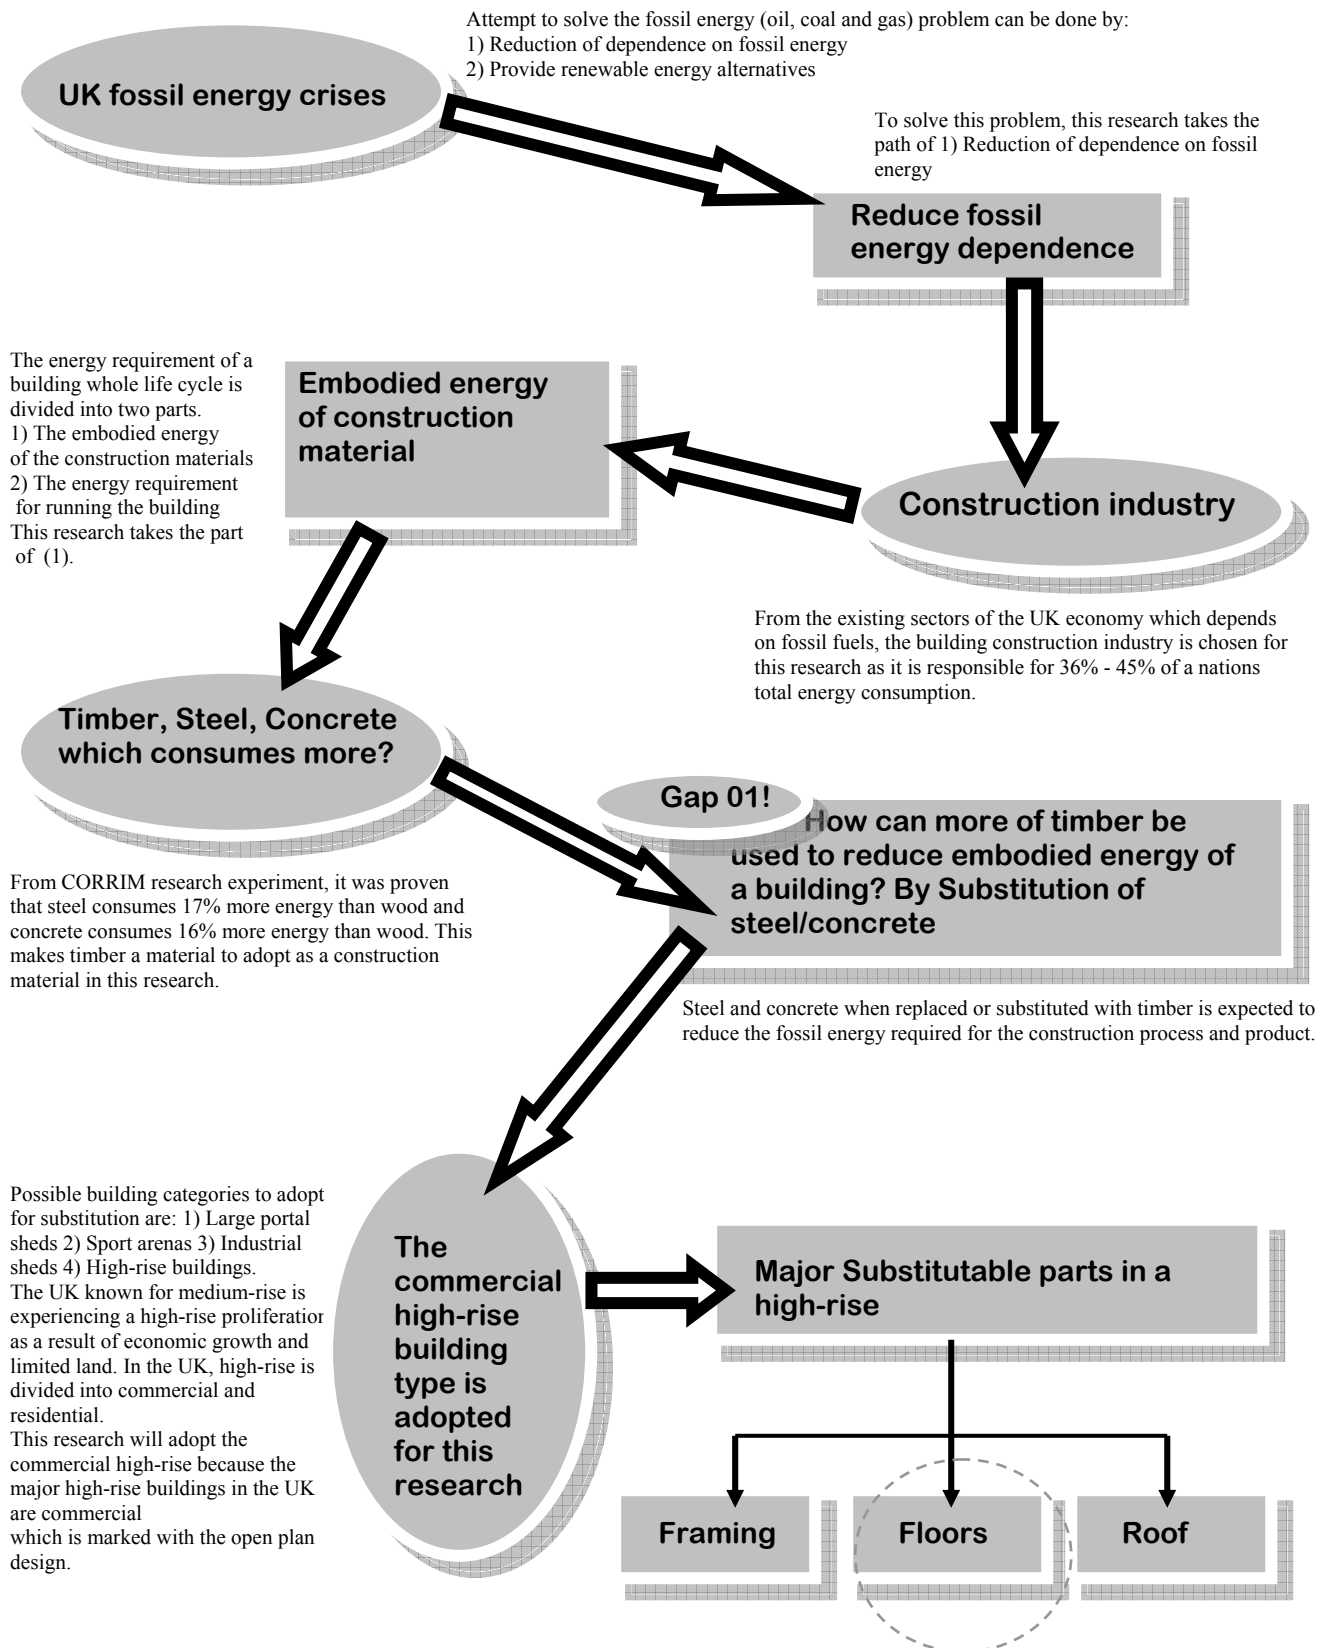 Attempt to solve the fossil energy (oil, coal and gas) problem can be done by:
1) Reduction of dependence on fossil energy
2) Provide renewable energy alternatives
UK fossil energy crises
To solve this problem, this research takes the
path of 1) Reduction of dependence on fossil
energy
Reduce fossil
energy dependence
The energy requirement of a
building whole life cycle is
divided into two parts.
1) The embodied energy
of the construction materials
2) The energy requirement
for running the building
This research takes the part
of (1).
Embodied energy
of construction
material
Construction industry
From the existing sectors of the UK economy which depends
on fossil fuels, the building construction industry is chosen for
this research as it is responsible for 36% - 45% of a nations
total energy consumption.
Timber, Steel, Concrete
which consumes more?
Gap 01!
How can more of timber be
used to reduce embodied energy of
a building? By Substitution of
steel/concrete
From CORRIM research experiment, it was proven
that steel consumes 17% more energy than wood and
concrete consumes 16% more energy than wood. This
makes timber a material to adopt as a construction
material in this research.
Steel and concrete when replaced or substituted with timber is expected to
reduce the fossil energy required for the construction process and product.
Possible building categories to adopt
for substitution are: 1) Large portal
sheds 2) Sport arenas 3) Industrial
sheds 4) High-rise buildings.
The UK known for medium-rise is
experiencing a high-rise proliferation
as a result of economic growth and
limited land. In the UK, high-rise is
divided into commercial and
residential.
This research will adopt the
commercial high-rise because the
major high-rise buildings in the UK
are commercial
which is marked with the open plan
design.
The
commercial
high-rise
building
type is
adopted
for this
research
Major Substitutable parts in a
high-rise
Framing
Floors
Roof